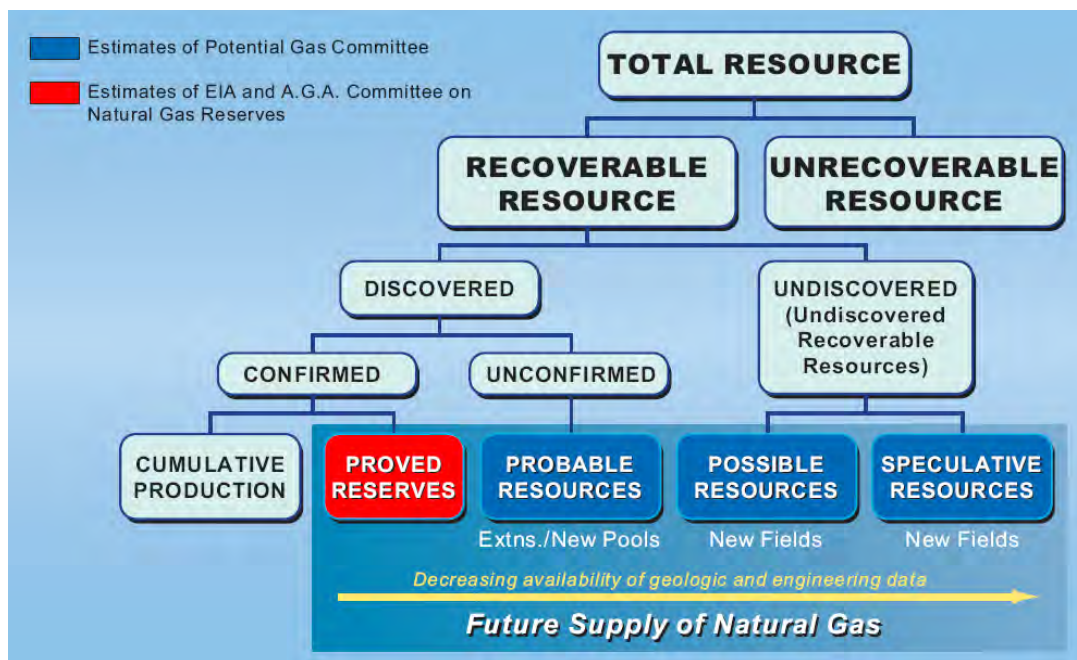 Estimates of Potential Gas Committee
Estimates of EIA and A.G.A. Committee on
Natural Gas Reserves
TOTAL RESOURCE
RECOVERABLE
RESOURCE
UNRECOVERABLE
RESOURCE
DISCOVERED
UNDISCOVERED
(Undiscovered
Recoverable
Resources)
CONFIRMED
UNCONFIRMED
CUMULATIVE
PRODUCTION
PROVED
RESERVES
PROBABLE
RESOURCES
POSSIBLE
RESOURCES
SPECULATIVE
RESOURCES
Extns./New Pools
New Fields
New Fields
Decreasing availability of geologic and engineering data
Future Supply of Natural Gas